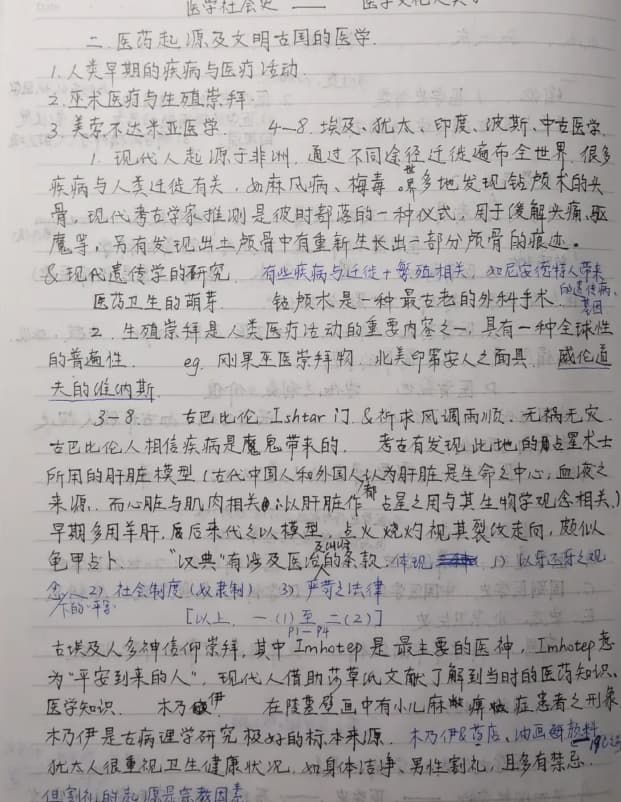 医学社会史 —— 医学文化人类学
二. 医药起源及文明古国的医学.
1. 人类早期的疾病与医疗活动.
2. 巫术医疗与生殖崇拜.
3. 美索不达米亚医学. 4-8. 埃及、犹太、印度、波斯、中古医学.
1. 现代人起源于非洲, 通过不同途径迁徙遍布全世界, 很多
疾病与人类迁徙有关, 如麻风病、梅毒。世界多地发现钻颅术的头
骨, 现代考古学家推测是彼时部落的一种仪式, 用于缓解头痛、驱
魔等, 另有发现出土颅骨中有重新生长出一部分颅骨的痕迹。
&现代遗传学的研究 有些疾病与迁徙+繁殖相关, 如尼安德特人带来
的遗传病基因
医药卫生的萌芽. 钻颅术是一种最古老的外科手术.
2. 生殖崇拜是人类医疗活动的重要内容之一, 具有一种全球性
的普遍性. eg. 刚果巫医崇拜物, 北美印第安人之面具. 威伦道
夫的维纳斯.
3-8. 古巴比伦, Ishtar 门. &祈求风调雨顺、无祸无灾.
古巴比伦人相信疾病是魔鬼带来的. 考古有发现此地的占星术士
所用的肝脏模型 (古代中国人和外国人认为肝脏是生命之中心, 血液之
来源, 而心脏与肌肉相关∴以肝脏作都占星之用与其生物学观念相关.)
早期多用羊肝, 后来代之以模型, 点火烧灼视其裂纹走向, 颇似
龟甲占卜. “汉典”有涉及医治的条款, 体现 1) 以牙还牙之观
念下的“平等” 2) 社会制度 (奴隶制) 3) 严苛之法律
[以上, 一 (1) 至 二 (2)]
P1-P4
古埃及人多神信仰崇拜, 其中 Imhotep 是最主要的医神, Imhotep 意
为“平安到来的人”, 现代人借助莎草纸文献了解到当时的医药知识、
医学知识. 木乃伊 在陵墓壁画中有小儿麻痹症患者之形象
木乃伊是古病理学研究极好的标本来源. 木乃伊&药店、油画颜料
犹太人很重视卫生健康状况, 如身体洁净、男性割礼, 且多有禁忌.
但割礼的起源是宗教因素